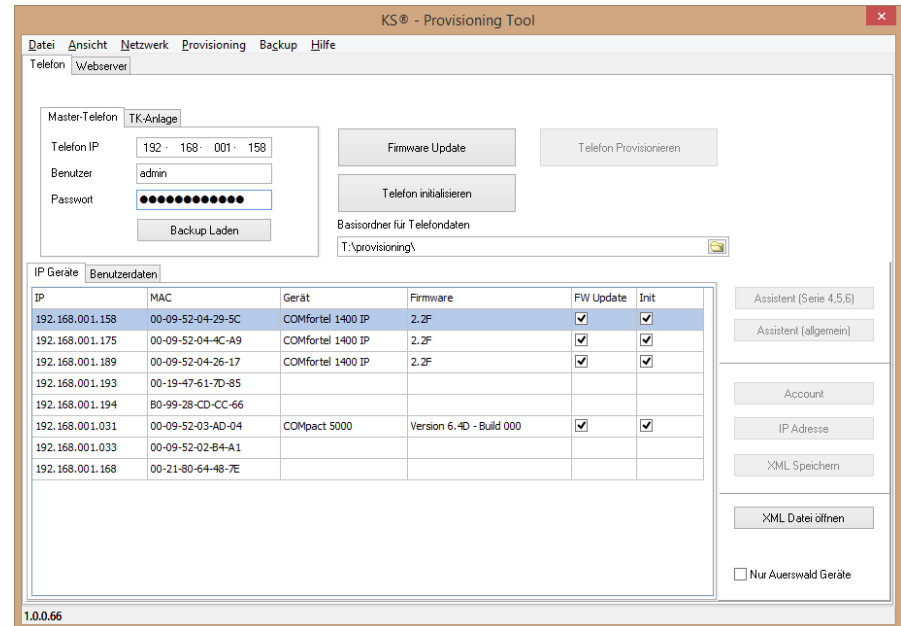 KS® - Provisioning Tool
Datei Ansicht Netzwerk Provisioning Backup Hilfe
Telefon Webserver
Master-Telefon TK-Anlage
Telefon IP 192 · 168 · 001 · 158
Benutzer admin
Passwort ●●●●●●●●●●●●
Backup Laden
Firmware Update Telefon Provisionieren
Telefon initialisieren
Basisordner für Telefondaten
T:\provisioning\
IP Geräte Benutzerdaten
IP MAC Gerät Firmware FW Update Init
192.168.001.158 00-09-52-04-29-5C COMfortel 1400 IP 2.2F
192.168.001.175 00-09-52-04-4C-A9 COMfortel 1400 IP 2.2F
192.168.001.189 00-09-52-04-26-17 COMfortel 1400 IP 2.2F
192.168.001.193 00-19-47-61-7D-85
192.168.001.194 B0-99-28-CD-CC-66
192.168.001.031 00-09-52-03-AD-04 COMpact 5000 Version 6.4D - Build 000
192.168.001.033 00-09-52-02-B4-A1
192.168.001.168 00-21-80-64-48-7E
Assistent (Serie 4,5,6)
Assistent (allgemein)
Account
IP Adresse
XML Speichern
XML Datei öffnen
Nur Auerswald Geräte
1.0.0.66